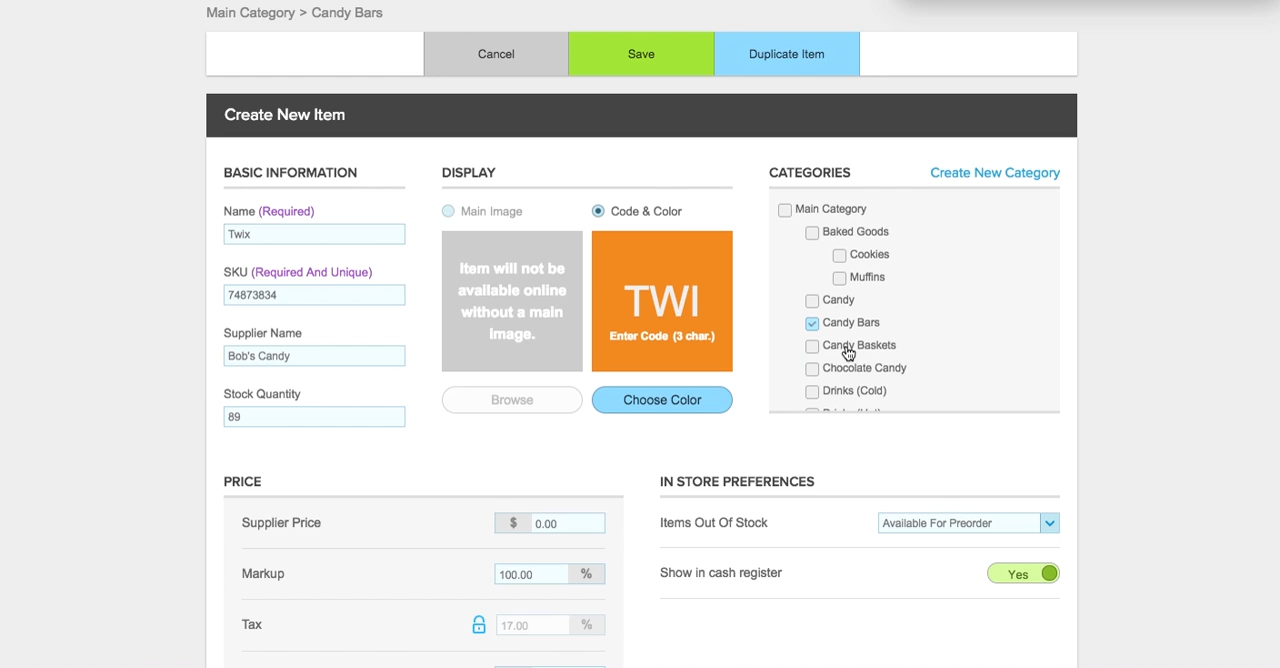 Main Category > Candy Bars
Cancel
Save
Duplicate Item
Create New Item
BASIC INFORMATION
Name (Required)
Twix
SKU (Required And Unique)
74873834
Supplier Name
Bob's Candy
Stock Quantity
89
DISPLAY
Main Image
Code & Color
Item will not be
available online
without a main
image.
TWI
Enter Code (3 char.)
Browse
Choose Color
CATEGORIES
Create New Category
Main Category
Baked Goods
Cookies
Muffins
Candy
Candy Bars
Candy Baskets
Chocolate Candy
Drinks (Cold)
PRICE
Supplier Price
$ 0.00
Markup
100.00 %
Tax
17.00 %
IN STORE PREFERENCES
Items Out Of Stock
Available For Preorder
Show in cash register
Yes